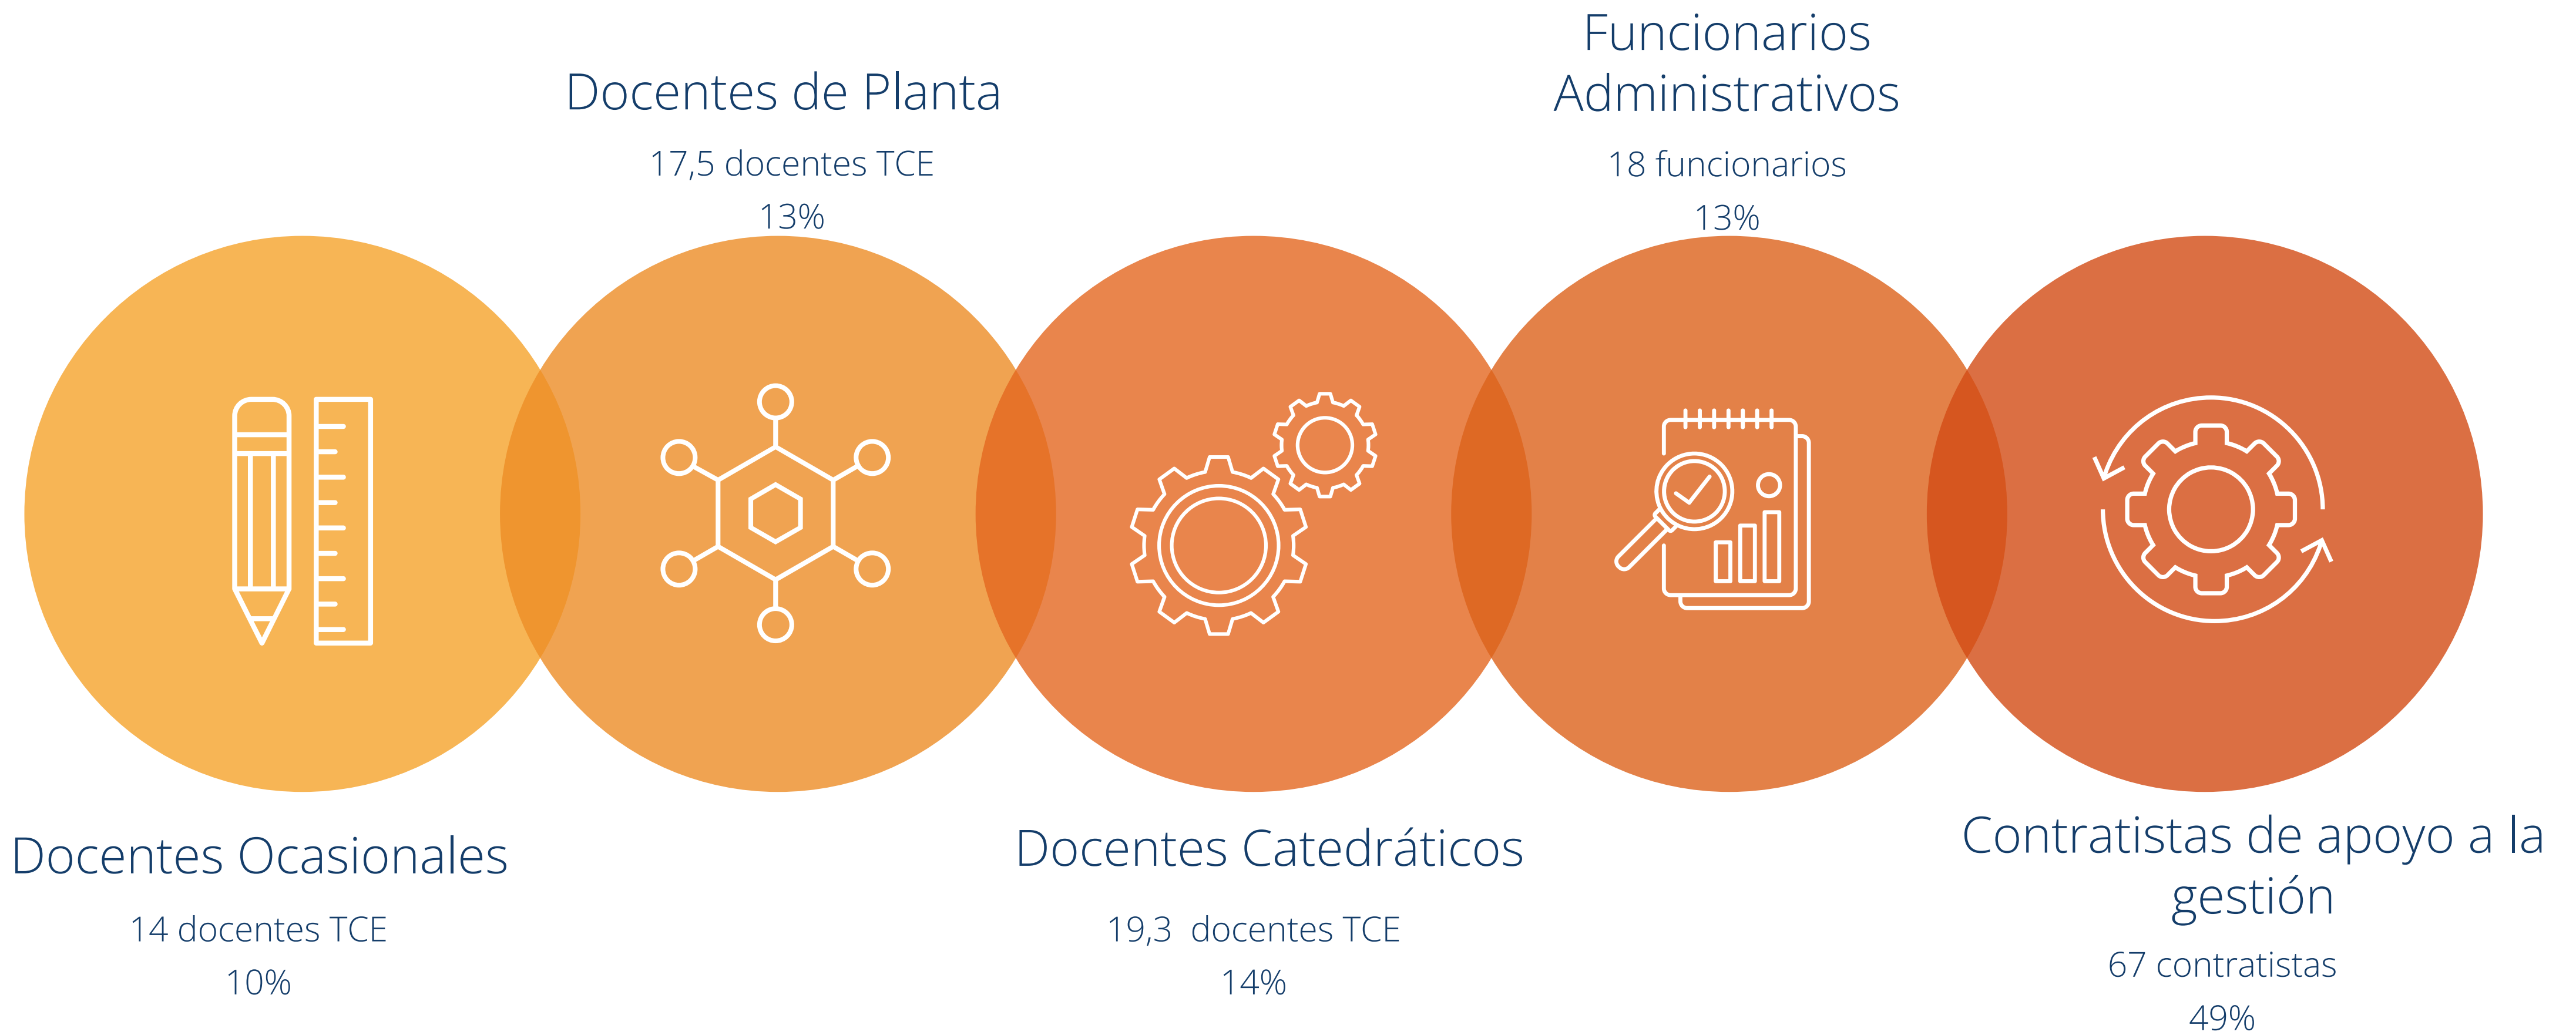 Docentes Ocasionales
14 docentes TCE
10%
Docentes de Planta
17,5 docentes TCE
13%
Docentes Catedráticos
19,3 docentes TCE
14%
Funcionarios
Administrativos
18 funcionarios
13%
Contratistas de apoyo a la
gestión
67 contratistas
49%